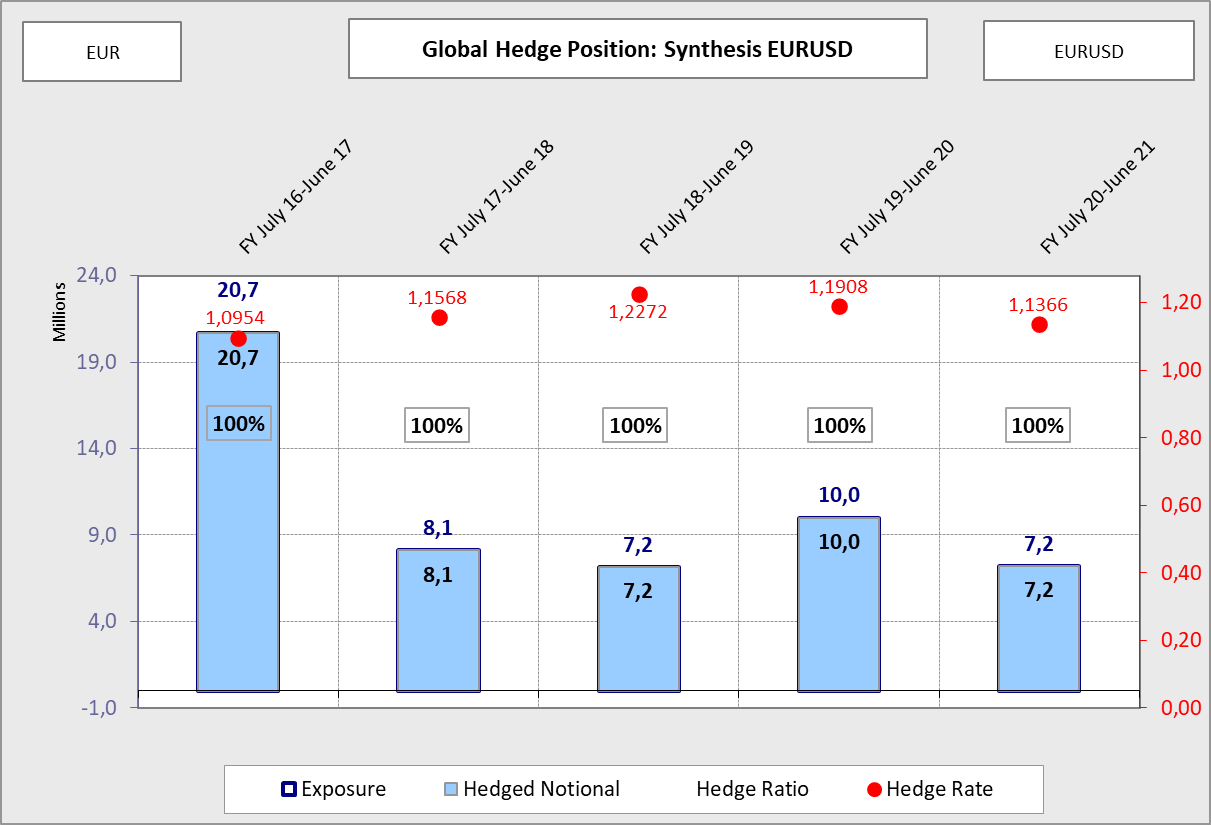 EUR
Global Hedge Position: Synthesis EURUSD
EURUSD
FY July 16-June 17
FY July 17-June 18
FY July 18-June 19
FY July 19-June 20
FY July 20-June 21
Millions
24,0
19,0
14,0
9,0
4,0
-1,0
20,7
1,0954
20,7
100%
1,1568
100%
8,1
8,1
1,2272
100%
7,2
7,2
1,1908
100%
10,0
10,0
1,1366
100%
7,2
7,2
1,20
1,00
0,80
0,60
0,40
0,20
0,00
Exposure
Hedged Notional
Hedge Ratio
Hedge Rate